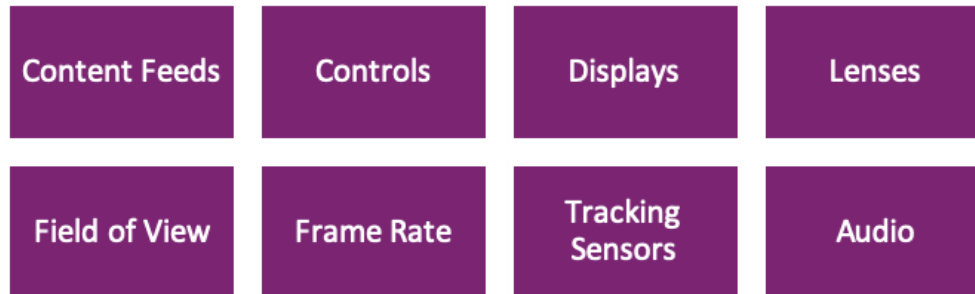 Content Feeds
Controls
Displays
Lenses
Field of View
Frame Rate
Tracking
Sensors
Audio